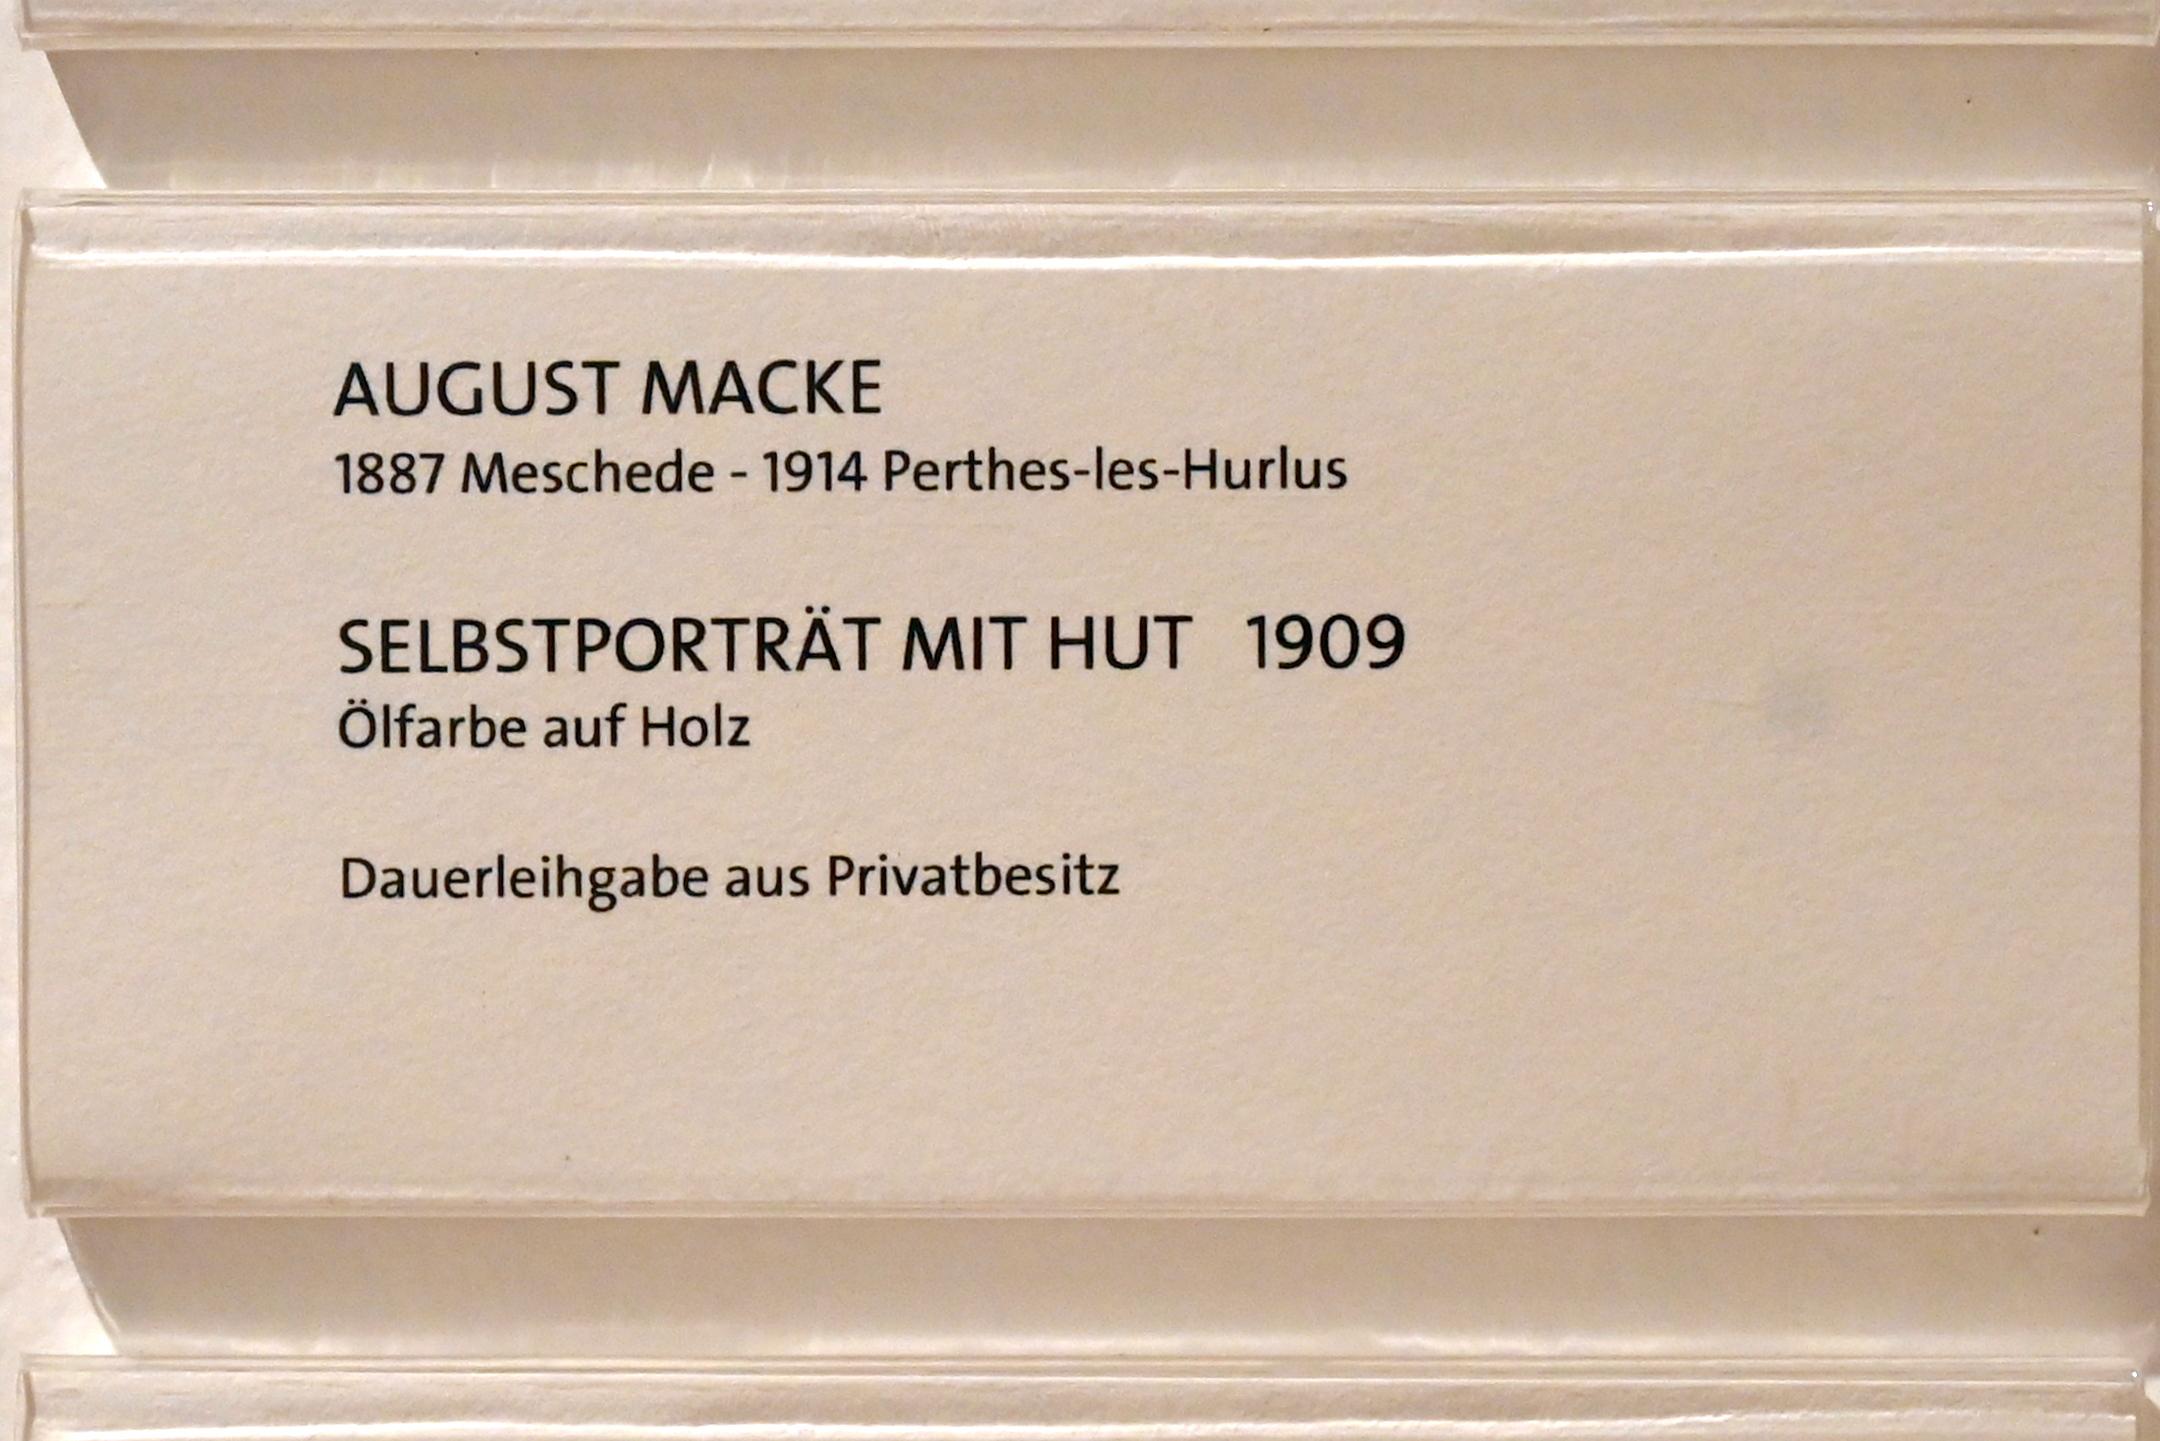 AUGUST MACKE
1887 Meschede - 1914 Perthes-les-Hurlus
SELBSTPORTRÄT MIT HUT 1909
Ölfarbe auf Holz
Dauerleihgabe aus Privatbesitz